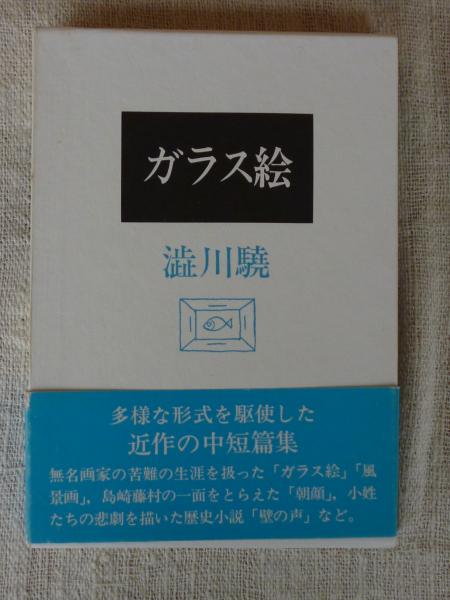 ガラス絵
澁川驍
多様な形式を駆使した
近作の中短篇集
無名画家の苦難の生涯を扱った「ガラス絵」「風
景画」、島崎藤村の一面をとらえた「朝顔」、小姓
たちの悲劇を描いた歴史小説「壁の声」など。